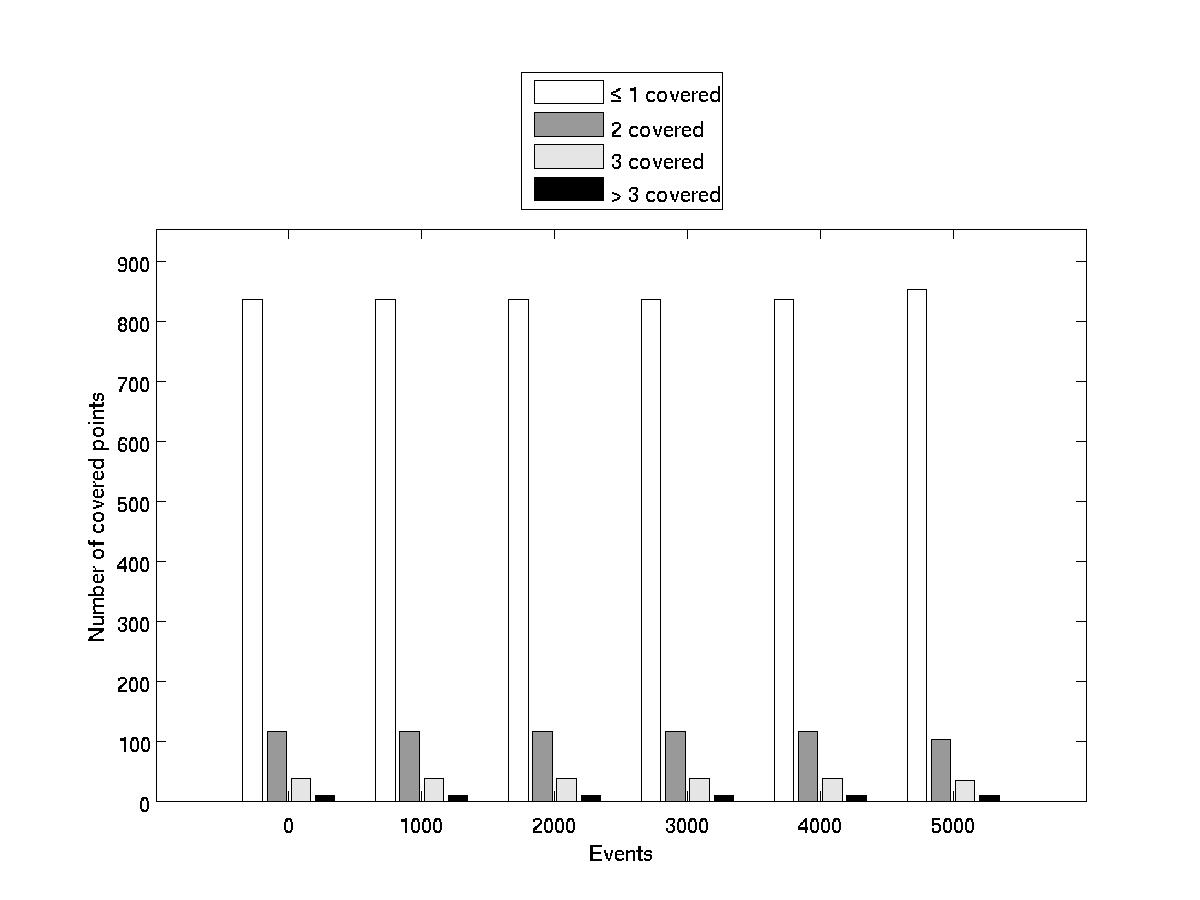 ≤ 1 covered
2 covered
3 covered
> 3 covered
900
800
700
600
500
400
300
200
100
0
Number of covered points
0 1000 2000 3000 4000 5000
Events